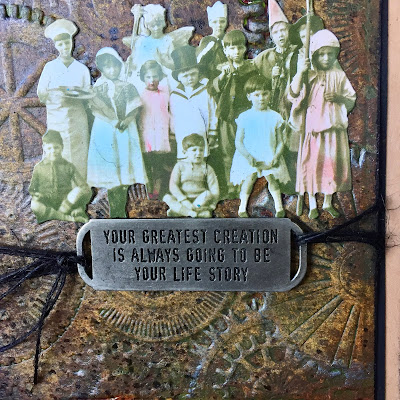 YOUR GREATEST CREATION
IS ALWAYS GOING TO BE
YOUR LIFE STORY